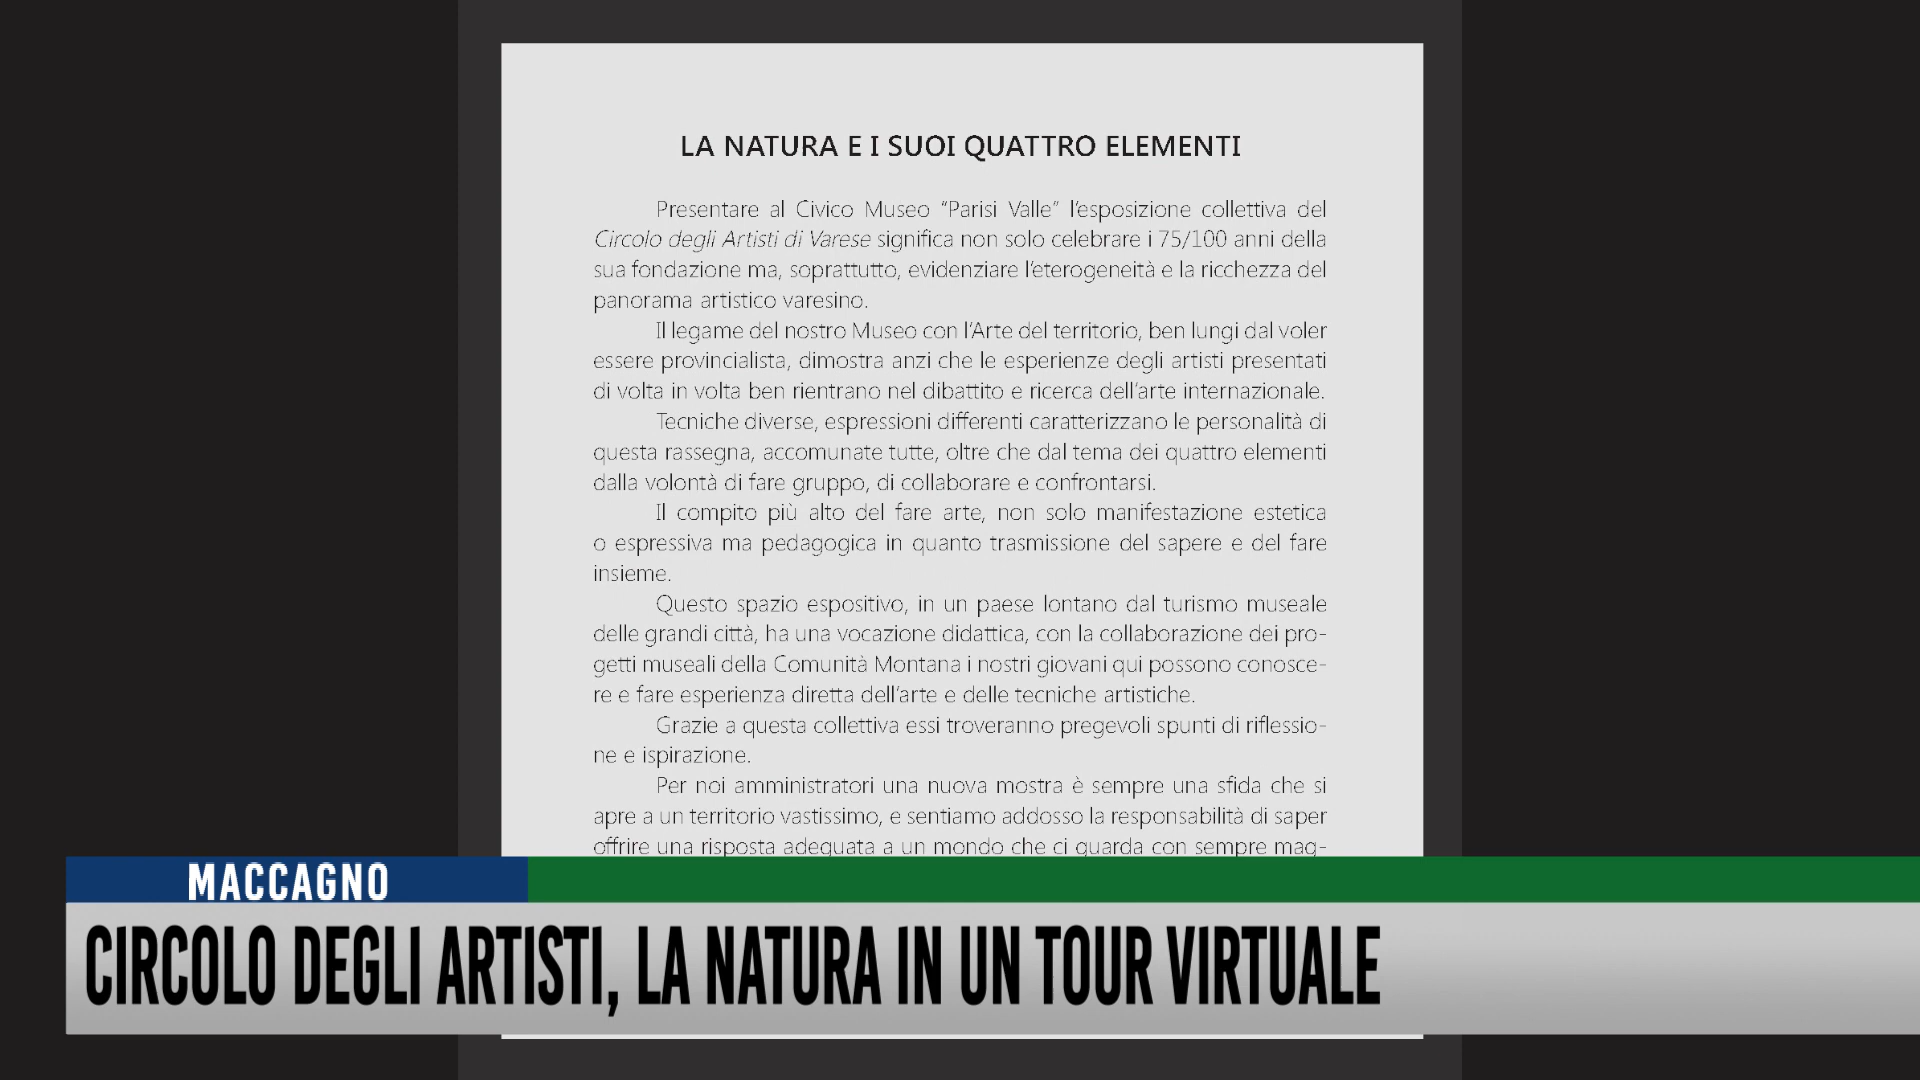 LA NATURA E I SUOI QUATTRO ELEMENTI
Presentare al Civico Museo “Parisi Valle” l’esposizione collettiva del
Circolo degli Artisti di Varese significa non solo celebrare i 75/100 anni della
sua fondazione ma, soprattutto, evidenziare l’eterogeneità e la ricchezza del
panorama artistico varesino.
Il legame del nostro Museo con l’Arte del territorio, ben lungi dal voler
essere provincialista, dimostra anzi che le esperienze degli artisti presentati
di volta in volta ben rientrano nel dibattito e ricerca dell’arte internazionale.
Tecniche diverse, espressioni differenti caratterizzano le personalità di
questa rassegna, accomunate tutte, oltre che dal tema dei quattro elementi
dalla volontà di fare gruppo, di collaborare e confrontarsi.
Il compito più alto del fare arte, non solo manifestazione estetica
o espressiva ma pedagogica in quanto trasmissione del sapere e del fare
insieme.
Questo spazio espositivo, in un paese lontano dal turismo museale
delle grandi città, ha una vocazione didattica, con la collaborazione dei pro-
getti museali della Comunità Montana i nostri giovani qui possono conosce-
re e fare esperienza diretta dell’arte e delle tecniche artistiche.
Grazie a questa collettiva essi troveranno pregevoli spunti di riflessio-
ne e ispirazione.
Per noi amministratori una nuova mostra è sempre una sfida che si
apre a un territorio vastissimo, e sentiamo addosso la responsabilità di saper
offrire una risposta adeguata a un mondo che ci guarda con sempre mag-
MACCAGNO
CIRCOLO DEGLI ARTISTI, LA NATURA IN UN TOUR VIRTUALE